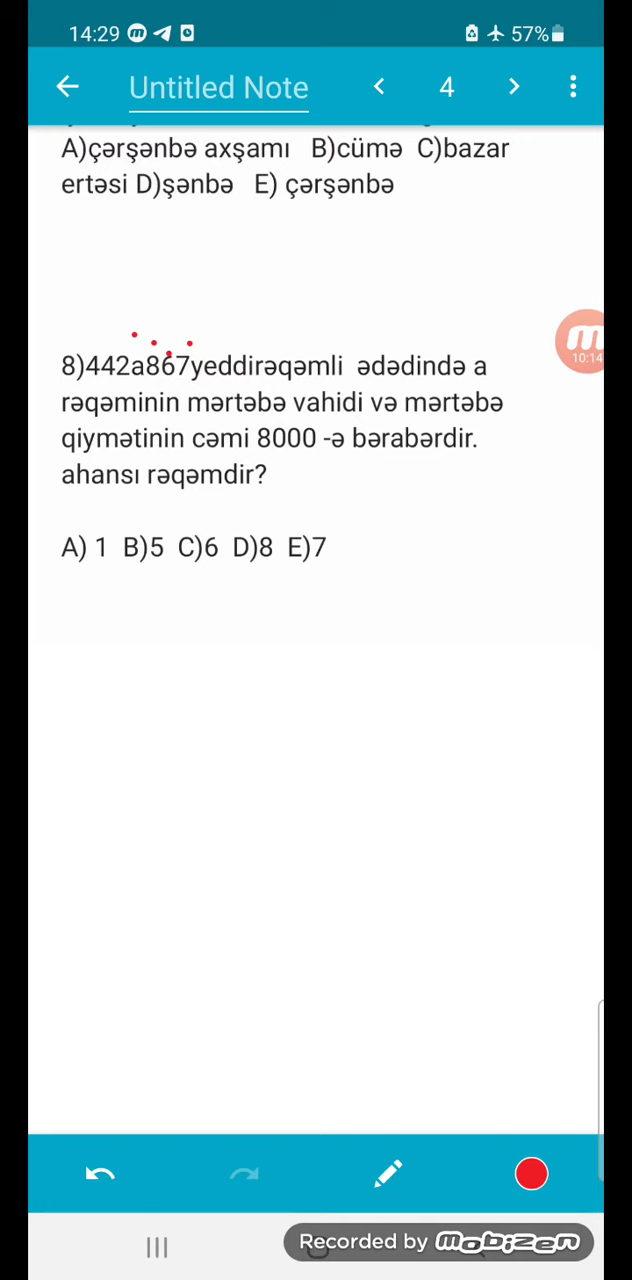 14:29 57%
Untitled Note 4
A)çərşənbə axşamı B)cümə C)bazar
ertəsi D)şənbə E) çərşənbə
10:14
8)442a867yeddirəqəmli ədədində a
rəqəminin mərtəbə vahidi və mərtəbə
qiymətinin cəmi 8000 -ə bərabərdir.
ahansı rəqəmdir?
A) 1 B)5 C)6 D)8 E)7
Recorded by mobizen